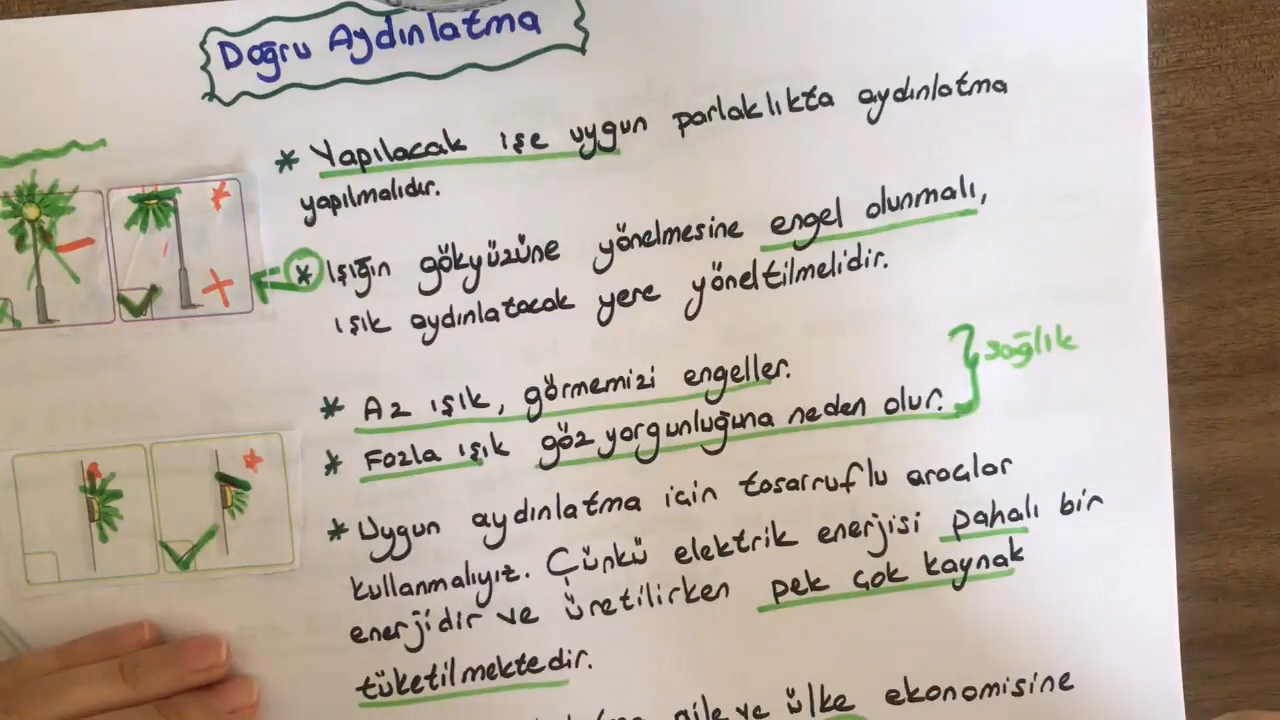 Doğru Aydınlatma
* Yapılacak işe uygun parlaklıkta aydınlatma
yapılmalıdır.
* Işığın gökyüzüne yönelmesine engel olunmalı,
ışık aydınlatacak yere yöneltilmelidir.
* Az ışık, görmemizi engeller.
* Fazla ışık göz yorgunluğuna neden olur.
sağlık
* Uygun aydınlatma için tasarruflu araçlar
kullanmalıyız. Çünkü elektrik enerjisi pahalı bir
enerjidir ve üretilirken pek çok kaynak
tüketilmektedir.
aile ve ülke ekonomisine